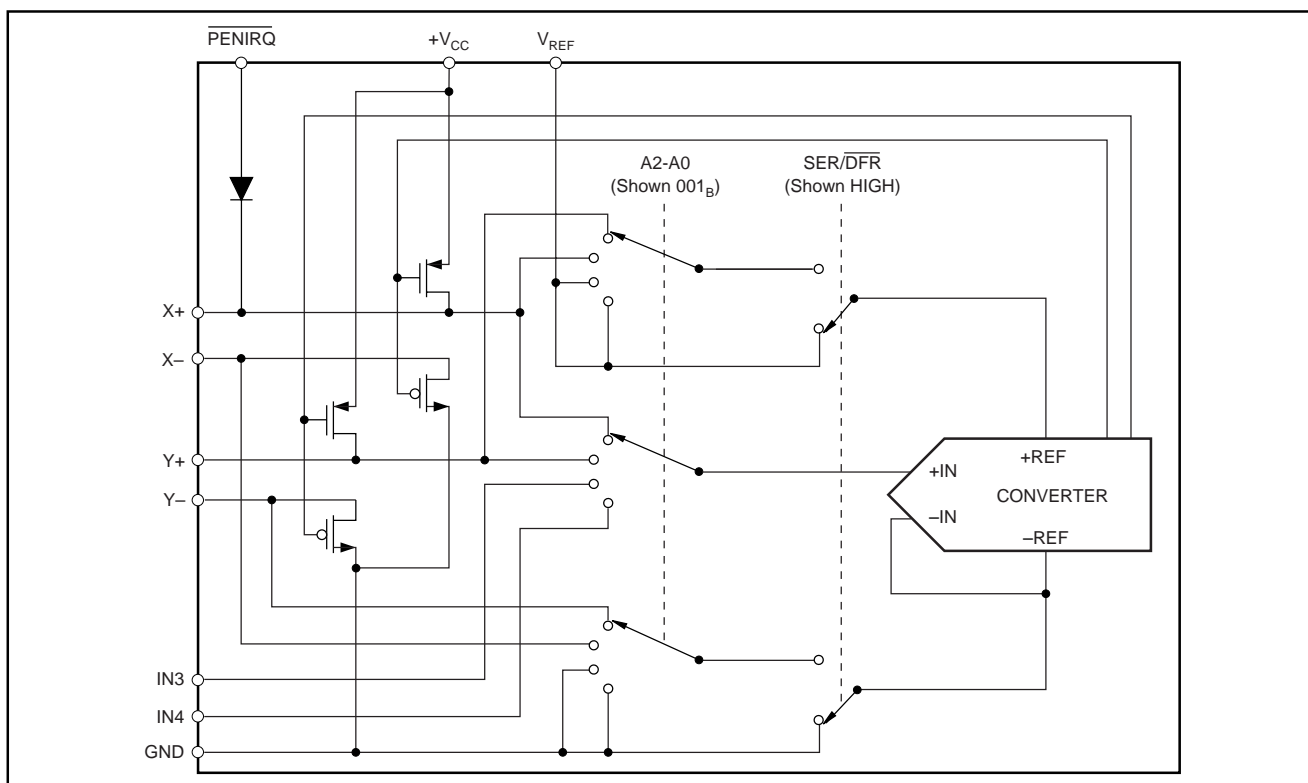 PENIRQ
+VCC
VREF
A2-A0
(Shown 001B)
SER/DFR
(Shown HIGH)
X+
X–
Y+
Y–
+IN
+REF
CONVERTER
–IN
–REF
IN3
IN4
GND